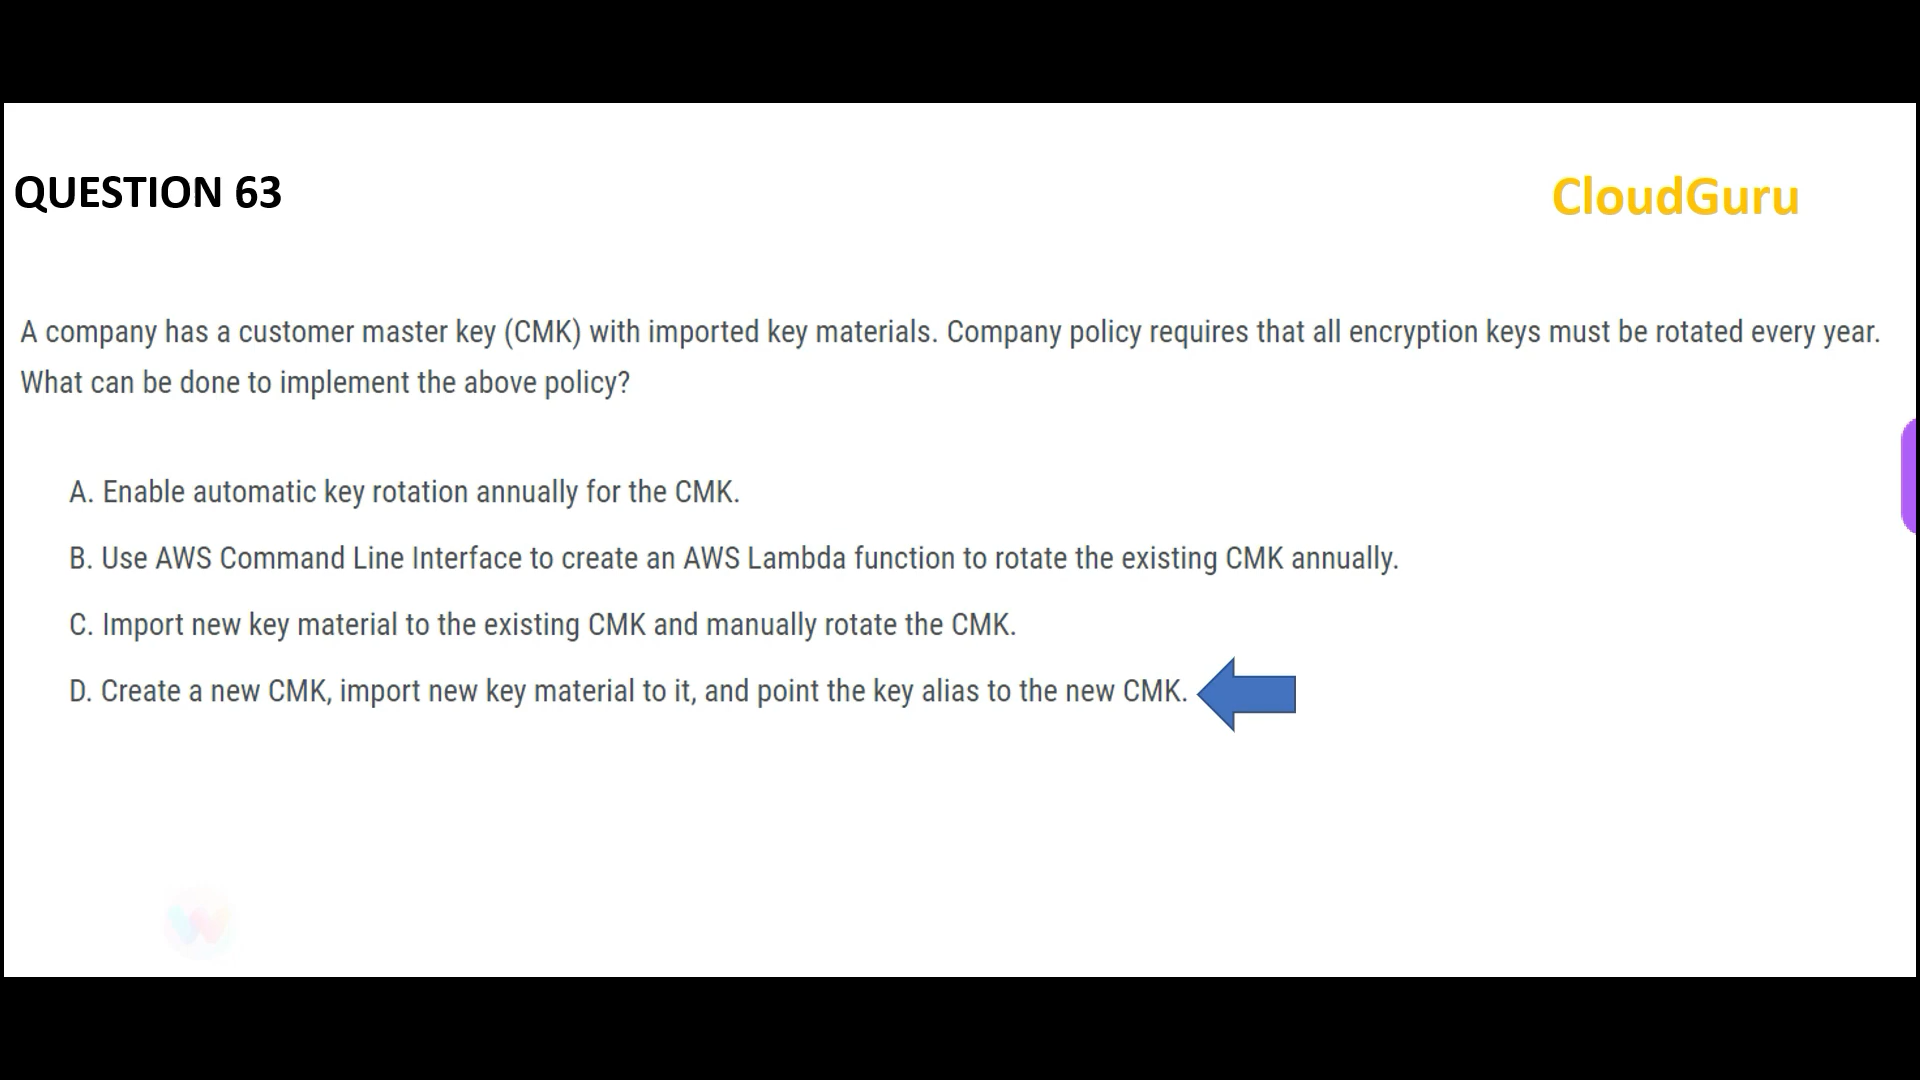 QUESTION 63
CloudGuru
A company has a customer master key (CMK) with imported key materials. Company policy requires that all encryption keys must be rotated every year.
What can be done to implement the above policy?
A. Enable automatic key rotation annually for the CMK.
B. Use AWS Command Line Interface to create an AWS Lambda function to rotate the existing CMK annually.
C. Import new key material to the existing CMK and manually rotate the CMK.
D. Create a new CMK, import new key material to it, and point the key alias to the new CMK.